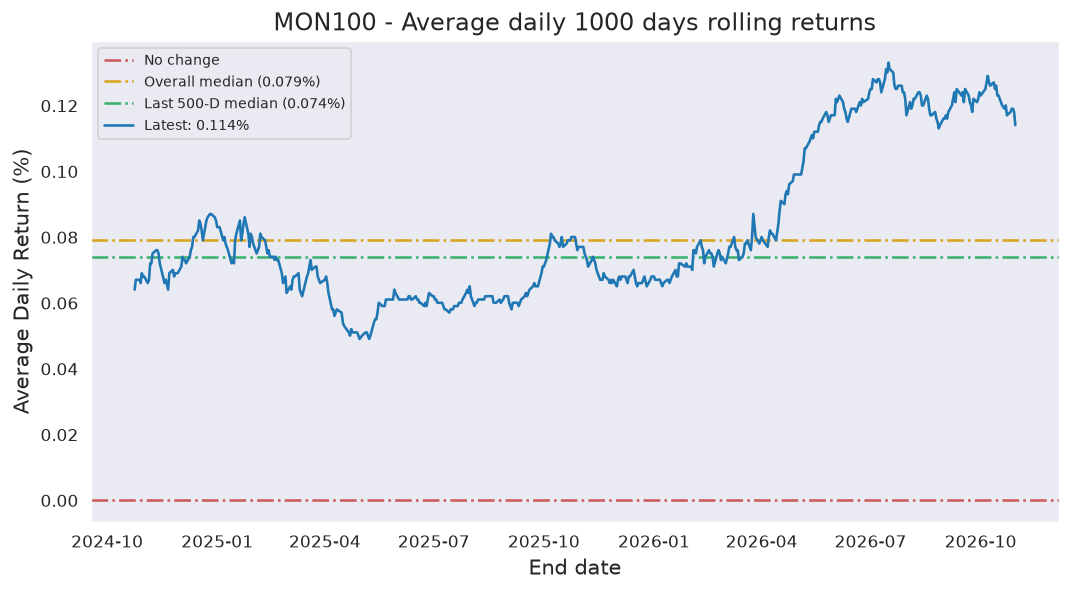 MON100 - Average daily 1000 days rolling returns
No change
Overall median (0.079%)
Last 500-D median (0.074%)
Latest: 0.114%
Average Daily Return (%)
0.12
0.10
0.08
0.06
0.04
0.02
0.00
2024-10 2025-01 2025-04 2025-07 2025-10 2026-01 2026-04 2026-07 2026-10
End date